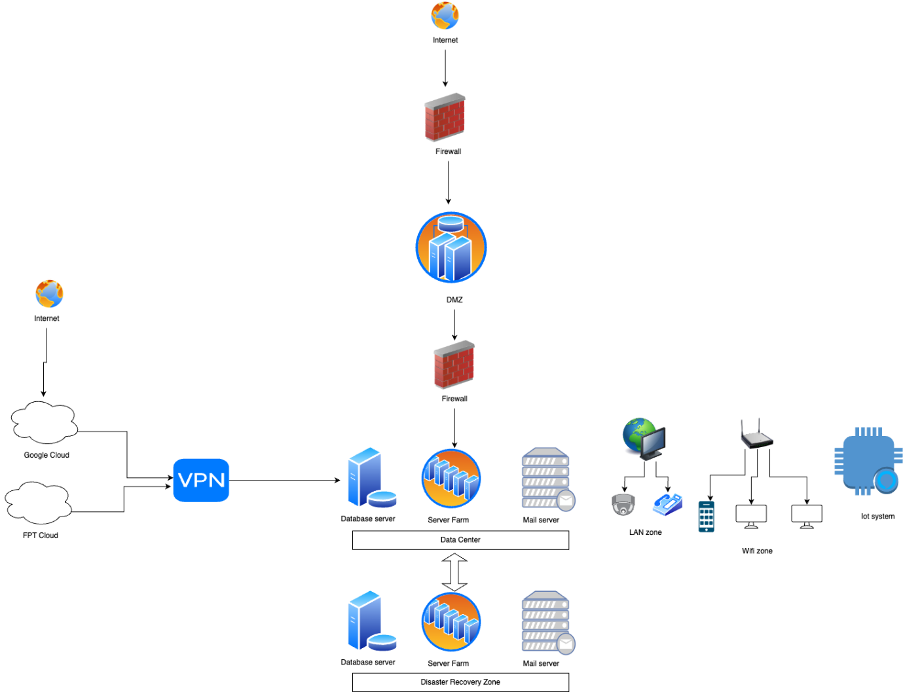 Internet
Firewall
DMZ
Internet
Firewall
Google Cloud
VPN
FPT Cloud
Database server
Server Farm
Mail server
Data Center
LAN zone
Wifi zone
Iot system
Database server
Server Farm
Mail server
Disaster Recovery Zone